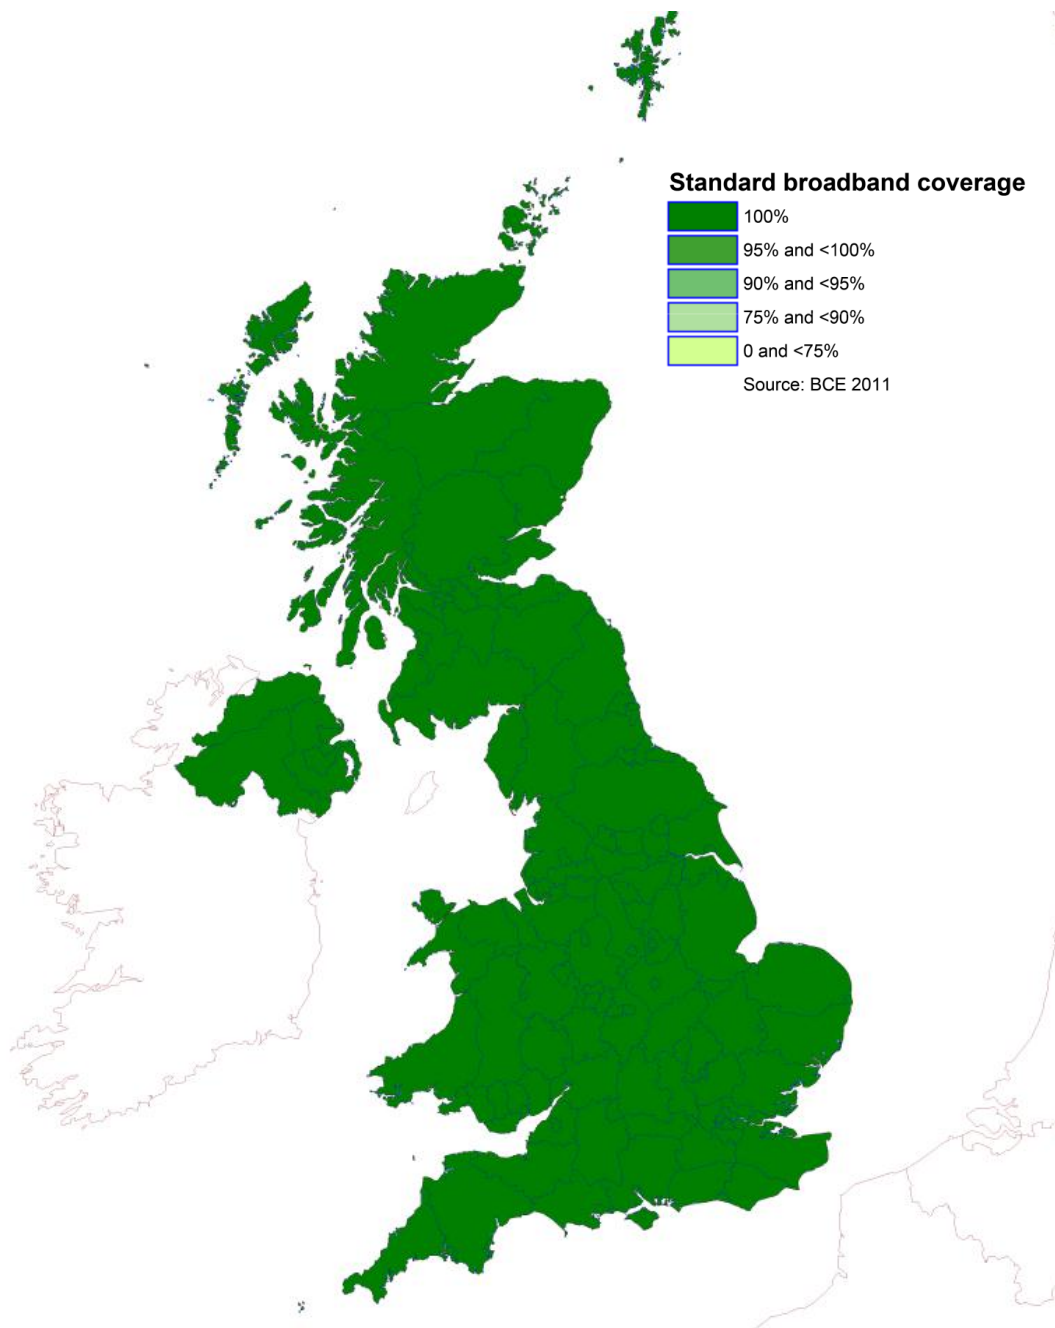 Standard broadband coverage
100%
95% and <100%
90% and <95%
75% and <90%
0 and <75%
Source: BCE 2011